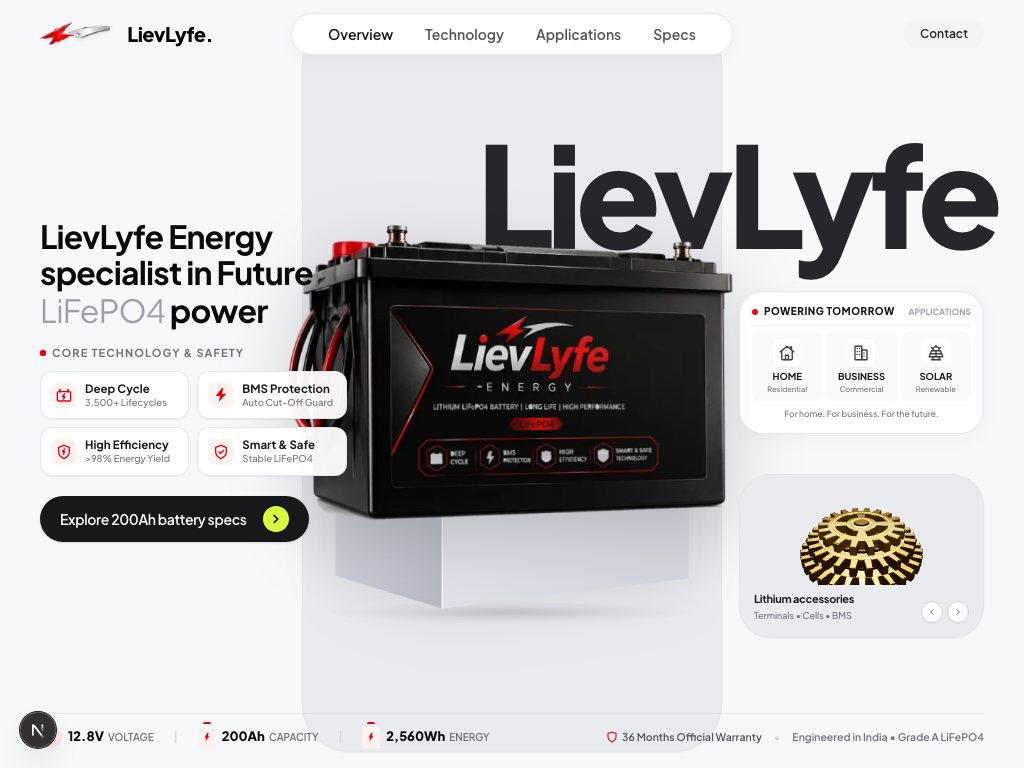 LievLyfe.
Overview
Technology
Applications
Specs
Contact
LievLyfe
LievLyfe Energy
specialist in Future
LiFePO4 power
CORE TECHNOLOGY & SAFETY
Deep Cycle
3,500+ Lifecycles
BMS Protection
Auto Cut-Off Guard
High Efficiency
>98% Energy Yield
Smart & Safe
Stable LiFePO4
Explore 200Ah battery specs
LievLyfe
ENERGY
LITHIUM LiFePO4 BATTERY | LONG LIFE | HIGH PERFORMANCE
LiFePO4
DEEP
CYCLE
BMS
PROTECTION
HIGH
EFFICIENCY
SMART & SAFE
TECHNOLOGY
POWERING TOMORROW
APPLICATIONS
HOME
Residential
BUSINESS
Commercial
SOLAR
Renewable
For home. For business. For the future.
Lithium accessories
Terminals • Cells • BMS
N
12.8V VOLTAGE
200Ah CAPACITY
2,560Wh ENERGY
36 Months Official Warranty
Engineered in India • Grade A LiFePO4